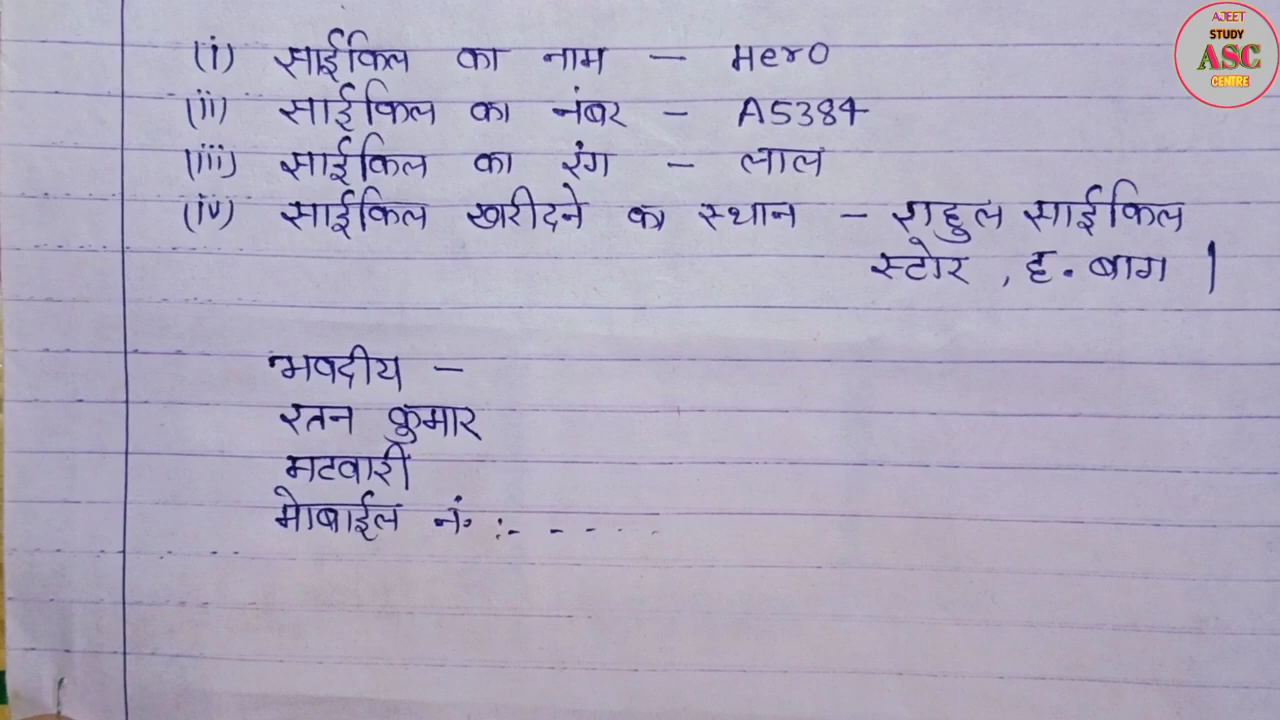 (i) साईकिल का नाम – Hero
(ii) साईकिल का नंबर – A5384
(iii) साईकिल का रंग – लाल
(iv) साईकिल खरीदने का स्थान – राहुल साईकिल
स्टोर , ह. बाग |
भवदीय –
रतन कुमार
मटवारी
मोबाईल नं. :- - - - -
AJEET
STUDY
ASC
CENTRE